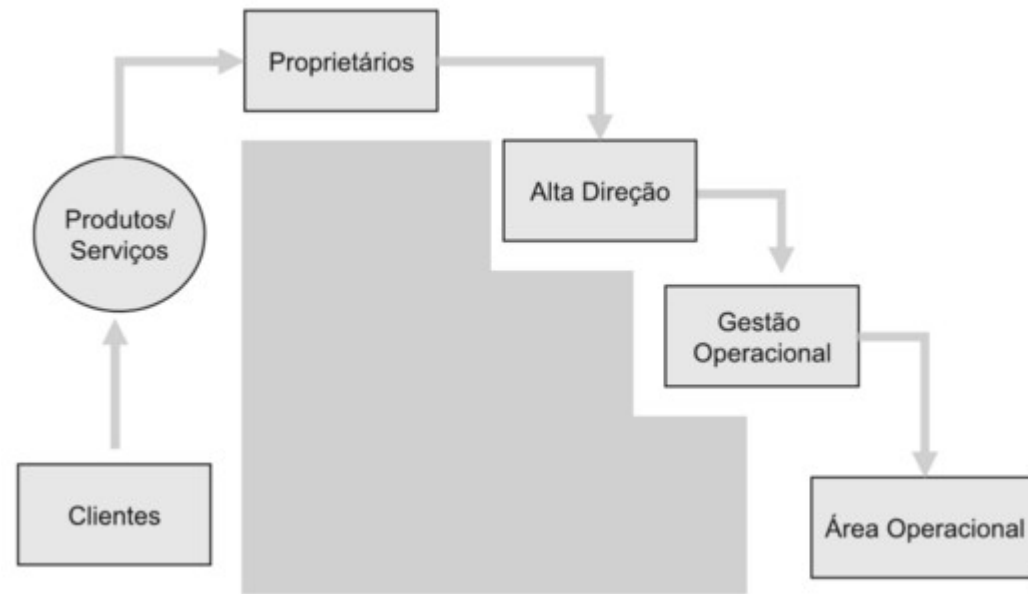 Proprietários
Alta Direção
Produtos/
Serviços
Gestão
Operacional
Clientes
Área Operacional